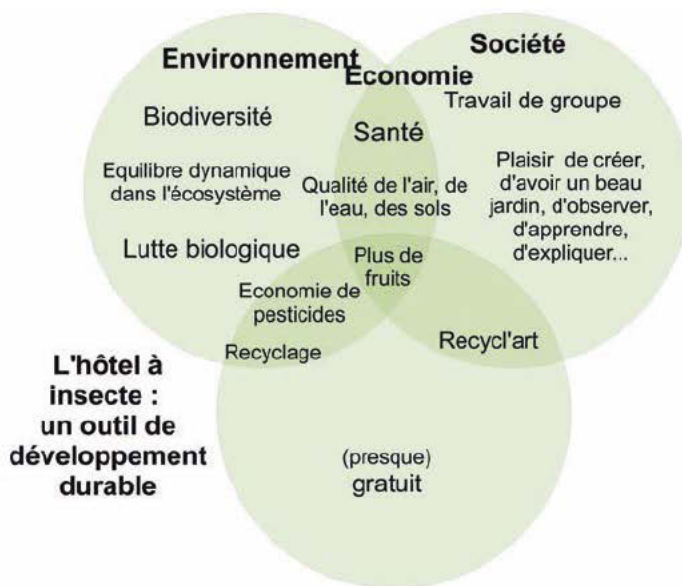 Environnement
Economie
Société
Biodiversité
Equilibre dynamique
dans l'écosystème
Lutte biologique
Santé
Qualité de l'air, de
l'eau, des sols
Travail de groupe
Plaisir de créer,
d'avoir un beau
jardin, d'observer,
d'apprendre,
d'expliquer...
Plus de
fruits
Economie de
pesticides
Recyclage
Recycl'art
(presque)
gratuit
L'hôtel à
insecte :
un outil de
développement
durable